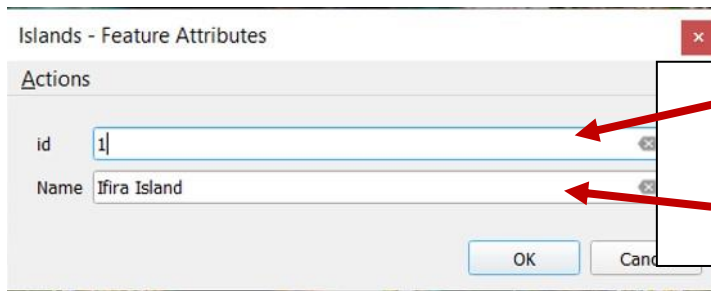 Islands - Feature Attributes
Actions
id 1
Name Ifira Island
OK Canc